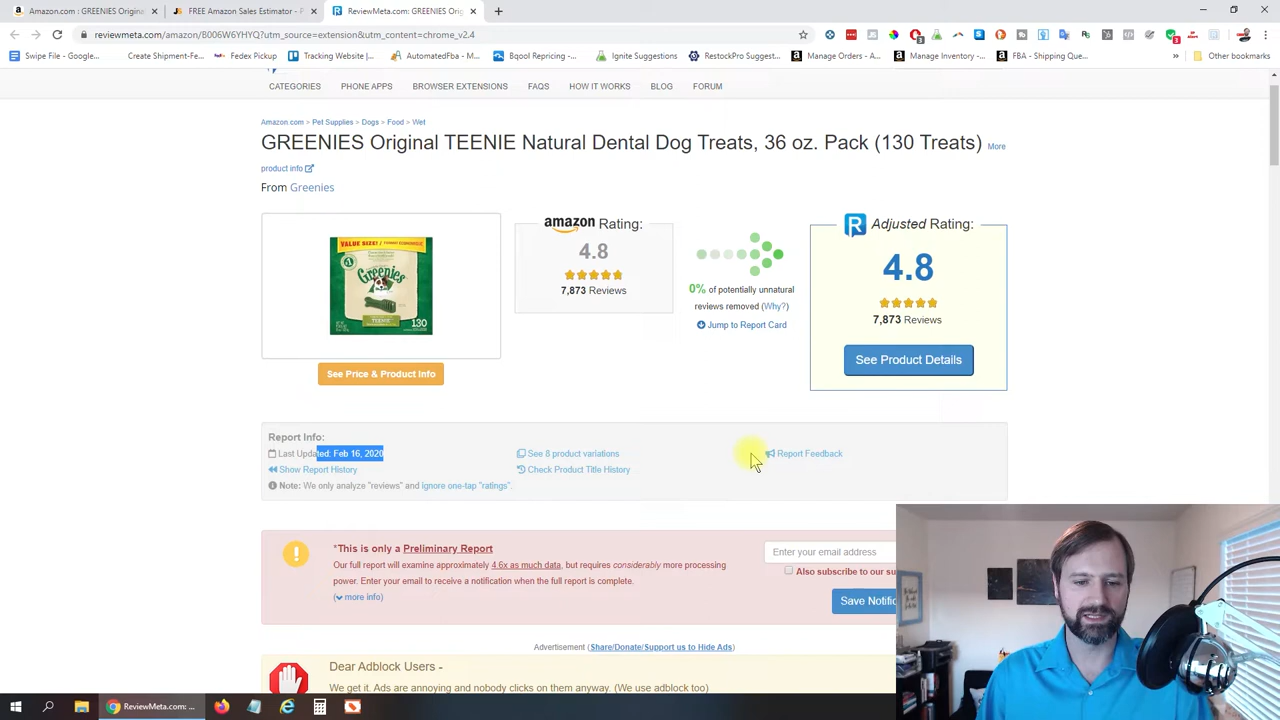 Amazon.com : GREENIES Original
FREE Amazon Sales Estimator - P
ReviewMeta.com: GREENIES Ori
reviewmeta.com/amazon/B006W6YHYQ?utm_source=extension&utm_content=chrome_v2.4
Swipe File - Google...
Create Shipment-Fe...
Fedex Pickup
Tracking Website |...
AutomatedFba - M...
Bqool Repricing...
Ignite Suggestions
RestockPro Suggest...
Manage Orders - A...
Manage Inventory -...
FBA - Shipping Que...
»
Other bookmarks
CATEGORIES PHONE APPS BROWSER EXTENSIONS FAQS HOW IT WORKS BLOG FORUM
Amazon.com > Pet Supplies > Dogs > Food > Wet
GREENIES Original TEENIE Natural Dental Dog Treats, 36 oz. Pack (130 Treats) More
product info
From Greenies
VALUE SIZE!
Greenies
TEENIE
130
See Price & Product Info
amazon Rating:
4.8
7,873 Reviews
0% of potentially unnatural
reviews removed (Why?)
Jump to Report Card
R Adjusted Rating:
4.8
7,873 Reviews
See Product Details
Report Info:
Last Updated: Feb 16, 2020
See 8 product variations
Report Feedback
Show Report History
Check Product Title History
Note: We only analyze "reviews" and ignore one-tap "ratings".
*This is only a Preliminary Report
Our full report will examine approximately 4.6x as much data, but requires considerably more processing
power. Enter your email to receive a notification when the full report is complete.
(more info)
Enter your email address
Also subscribe to our su
Save Notific
Advertisement (Share/Donate/Support us to Hide Ads)
Dear Adblock Users -
We get it. Ads are annoying and nobody clicks on them anyway. (We use adblock too)
ReviewMeta.com: ...